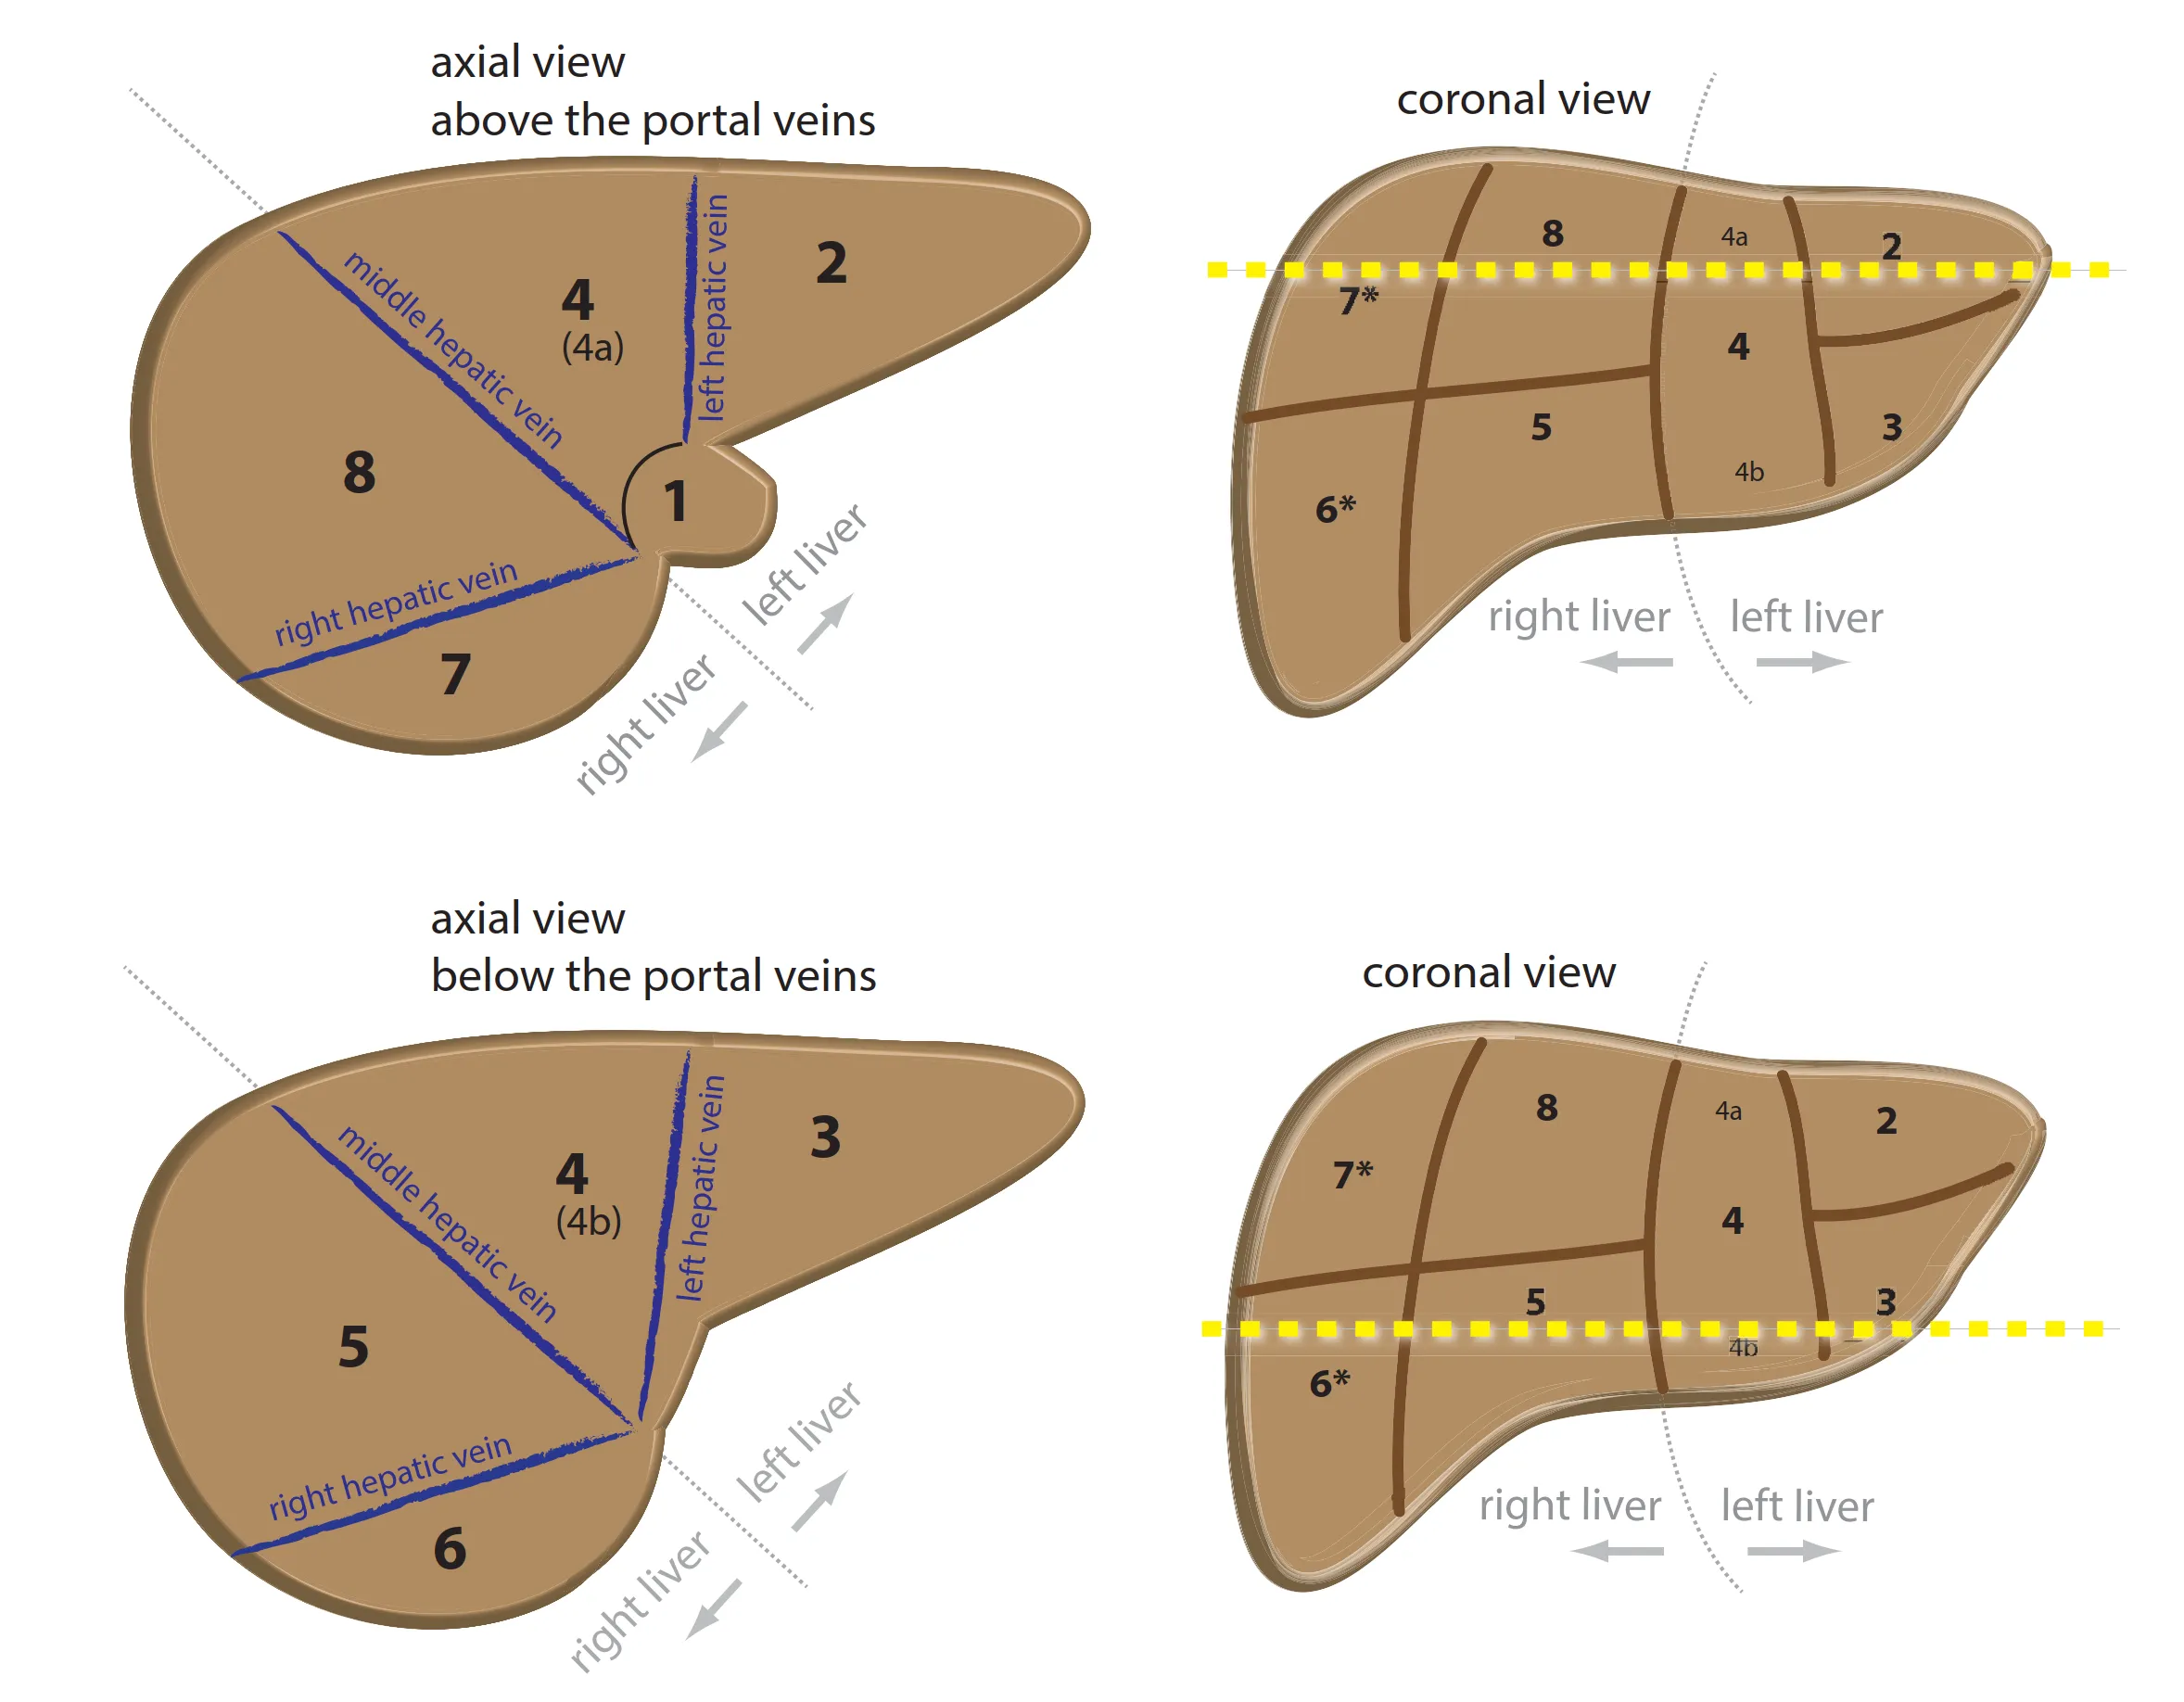 axial view
above the portal veins
middle hepatic vein
4
(4a)
left hepatic vein
2
8
1
right hepatic vein
7
left liver
right liver
coronal view
8
4a
2
7*
4
5
3
4b
6*
right liver
left liver
axial view
below the portal veins
middle hepatic vein
4
(4b)
left hepatic vein
3
5
right hepatic vein
6
left liver
right liver
coronal view
8
4a
2
7*
4
5
3
4b
6*
right liver
left liver